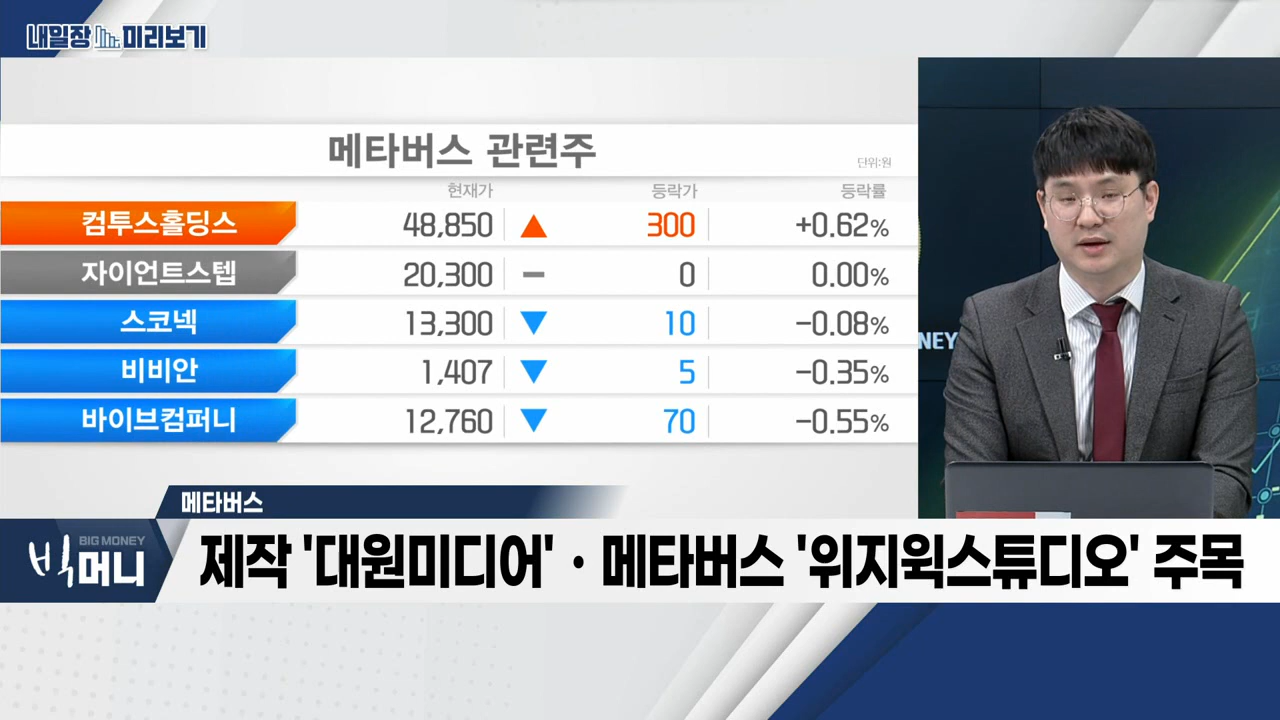 내일장 미리보기
메타버스 관련주
단위:원
현재가 등락가 등락률
컴투스홀딩스 48,850 ▲ 300 +0.62%
자이언트스텝 20,300 - 0 0.00%
스코넥 13,300 ▼ 10 -0.08%
비비안 1,407 ▼ 5 -0.35%
바이브컴퍼니 12,760 ▼ 70 -0.55%
NEY
메타버스
BIG MONEY
빅머니
제작 '대원미디어' · 메타버스 '위지윅스튜디오' 주목